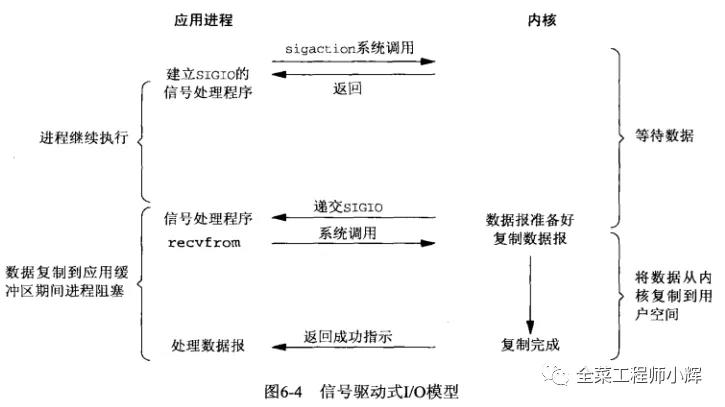 应用进程
内核
sigaction系统调用
建立SIGIO的
信号处理程序
返回
进程继续执行
等待数据
递交SIGIO
信号处理程序
数据报准备好
recvfrom
系统调用
复制数据报
数据复制到应用缓
冲区期间进程阻塞
将数据从内
核复制到用
户空间
处理数据报
返回成功指示
复制完成
图6-4 信号驱动式I/O模型
全菜工程师小辉